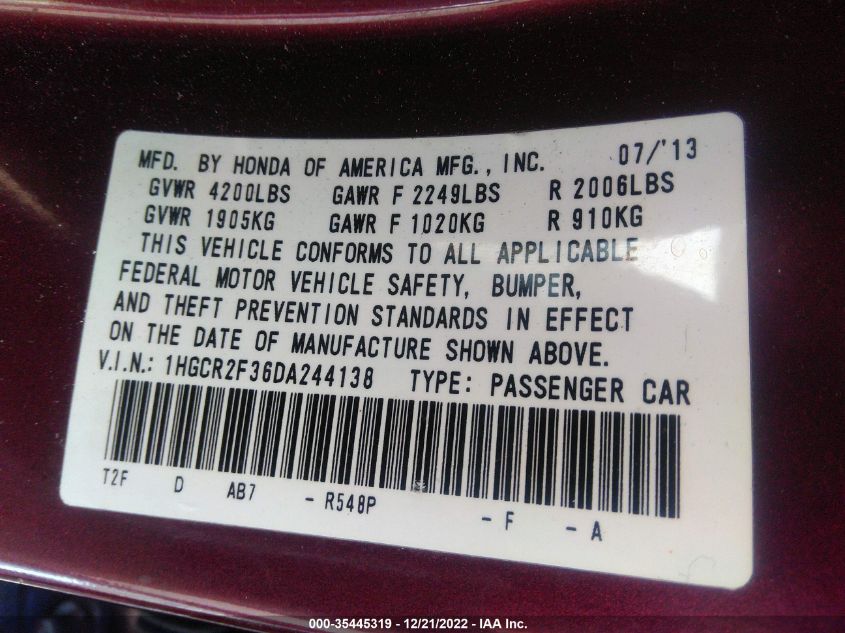 MFD. BY HONDA OF AMERICA MFG., INC. 07/'13
GVWR 4200LBS GAWR F 2249LBS R 2006LBS
GVWR 1905KG GAWR F 1020KG R 910KG
THIS VEHICLE CONFORMS TO ALL APPLICABLE
FEDERAL MOTOR VEHICLE SAFETY, BUMPER,
AND THEFT PREVENTION STANDARDS IN EFFECT
ON THE DATE OF MANUFACTURE SHOWN ABOVE.
V.I.N.: 1HGCR2F36DA244138 TYPE: PASSENGER CAR
T2F D AB7 - R548P - F - A
000-35445319 - 12/21/2022 - IAA Inc.